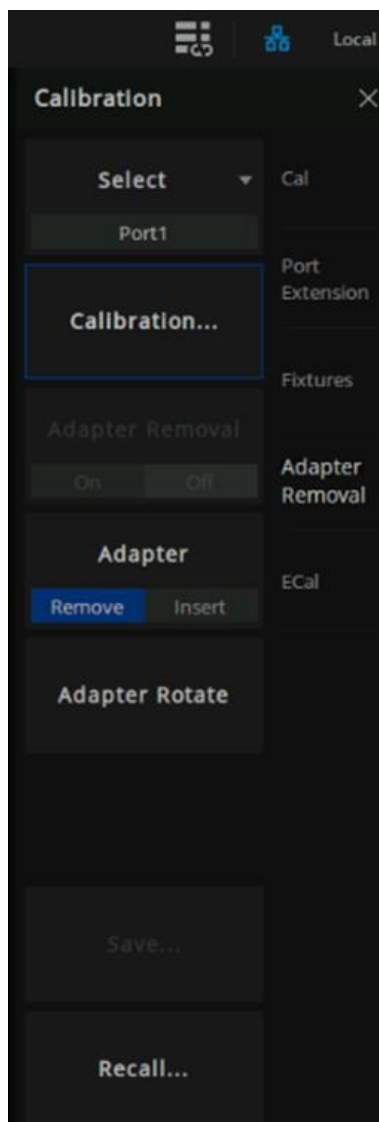 Local
Calibration
Select
Port1
Calibration...
Adapter Removal
On Off
Adapter
Remove Insert
Adapter Rotate
Save...
Recall...
Cal
Port
Extension
Fixtures
Adapter
Removal
ECal